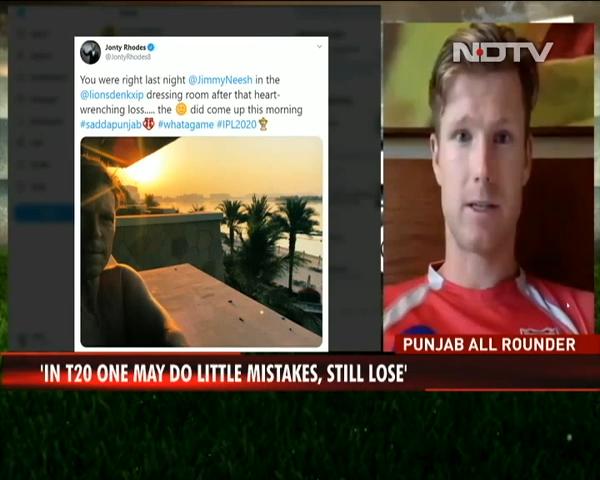 NDTV
Jonty Rhodes
@JontyRhodes8
You were right last night @JimmyNeesh in the
@lionsdenkxip dressing room after that heart-
wrenching loss..... the 🌞 did come up this morning
#saddapunjab #whatagame #IPL2020🏆
PUNJAB ALL ROUNDER
'IN T20 ONE MAY DO LITTLE MISTAKES, STILL LOSE'